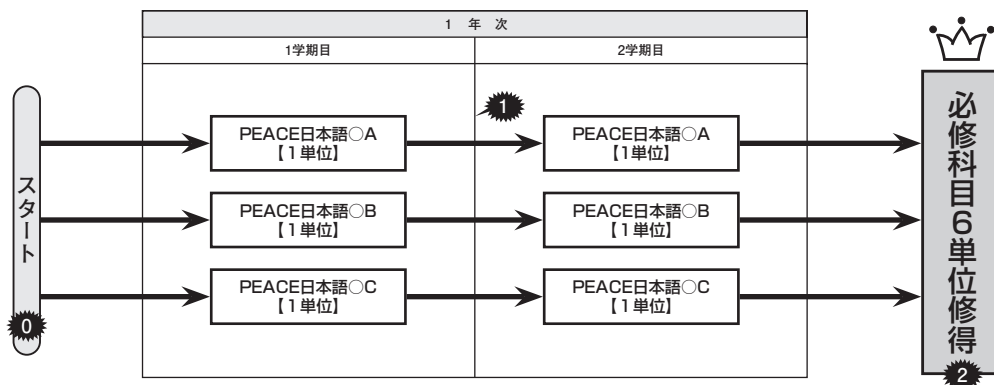 1 年 次
1学期目
2学期目
スタート
0
1
PEACE日本語○A
【1単位】
PEACE日本語○A
【1単位】
PEACE日本語○B
【1単位】
PEACE日本語○B
【1単位】
PEACE日本語○C
【1単位】
PEACE日本語○C
【1単位】
必修科目6単位修得
2